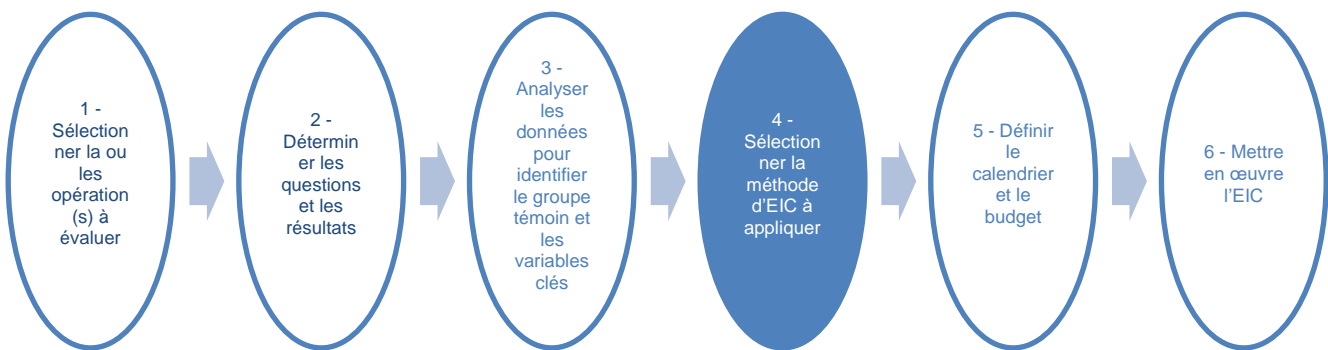 1 -
Sélection
ner la ou
les
opération
(s) à
évaluer
2 -
Détermin
er les
questions
et les
résultats
3 -
Analyser
les
données
pour
identifier
le groupe
témoin et
les
variables
clés
4 -
Sélection
ner la
méthode
d'EIC à
appliquer
5 - Définir
le
calendrier
et le
budget
6 - Mettre
en œuvre
l'EIC